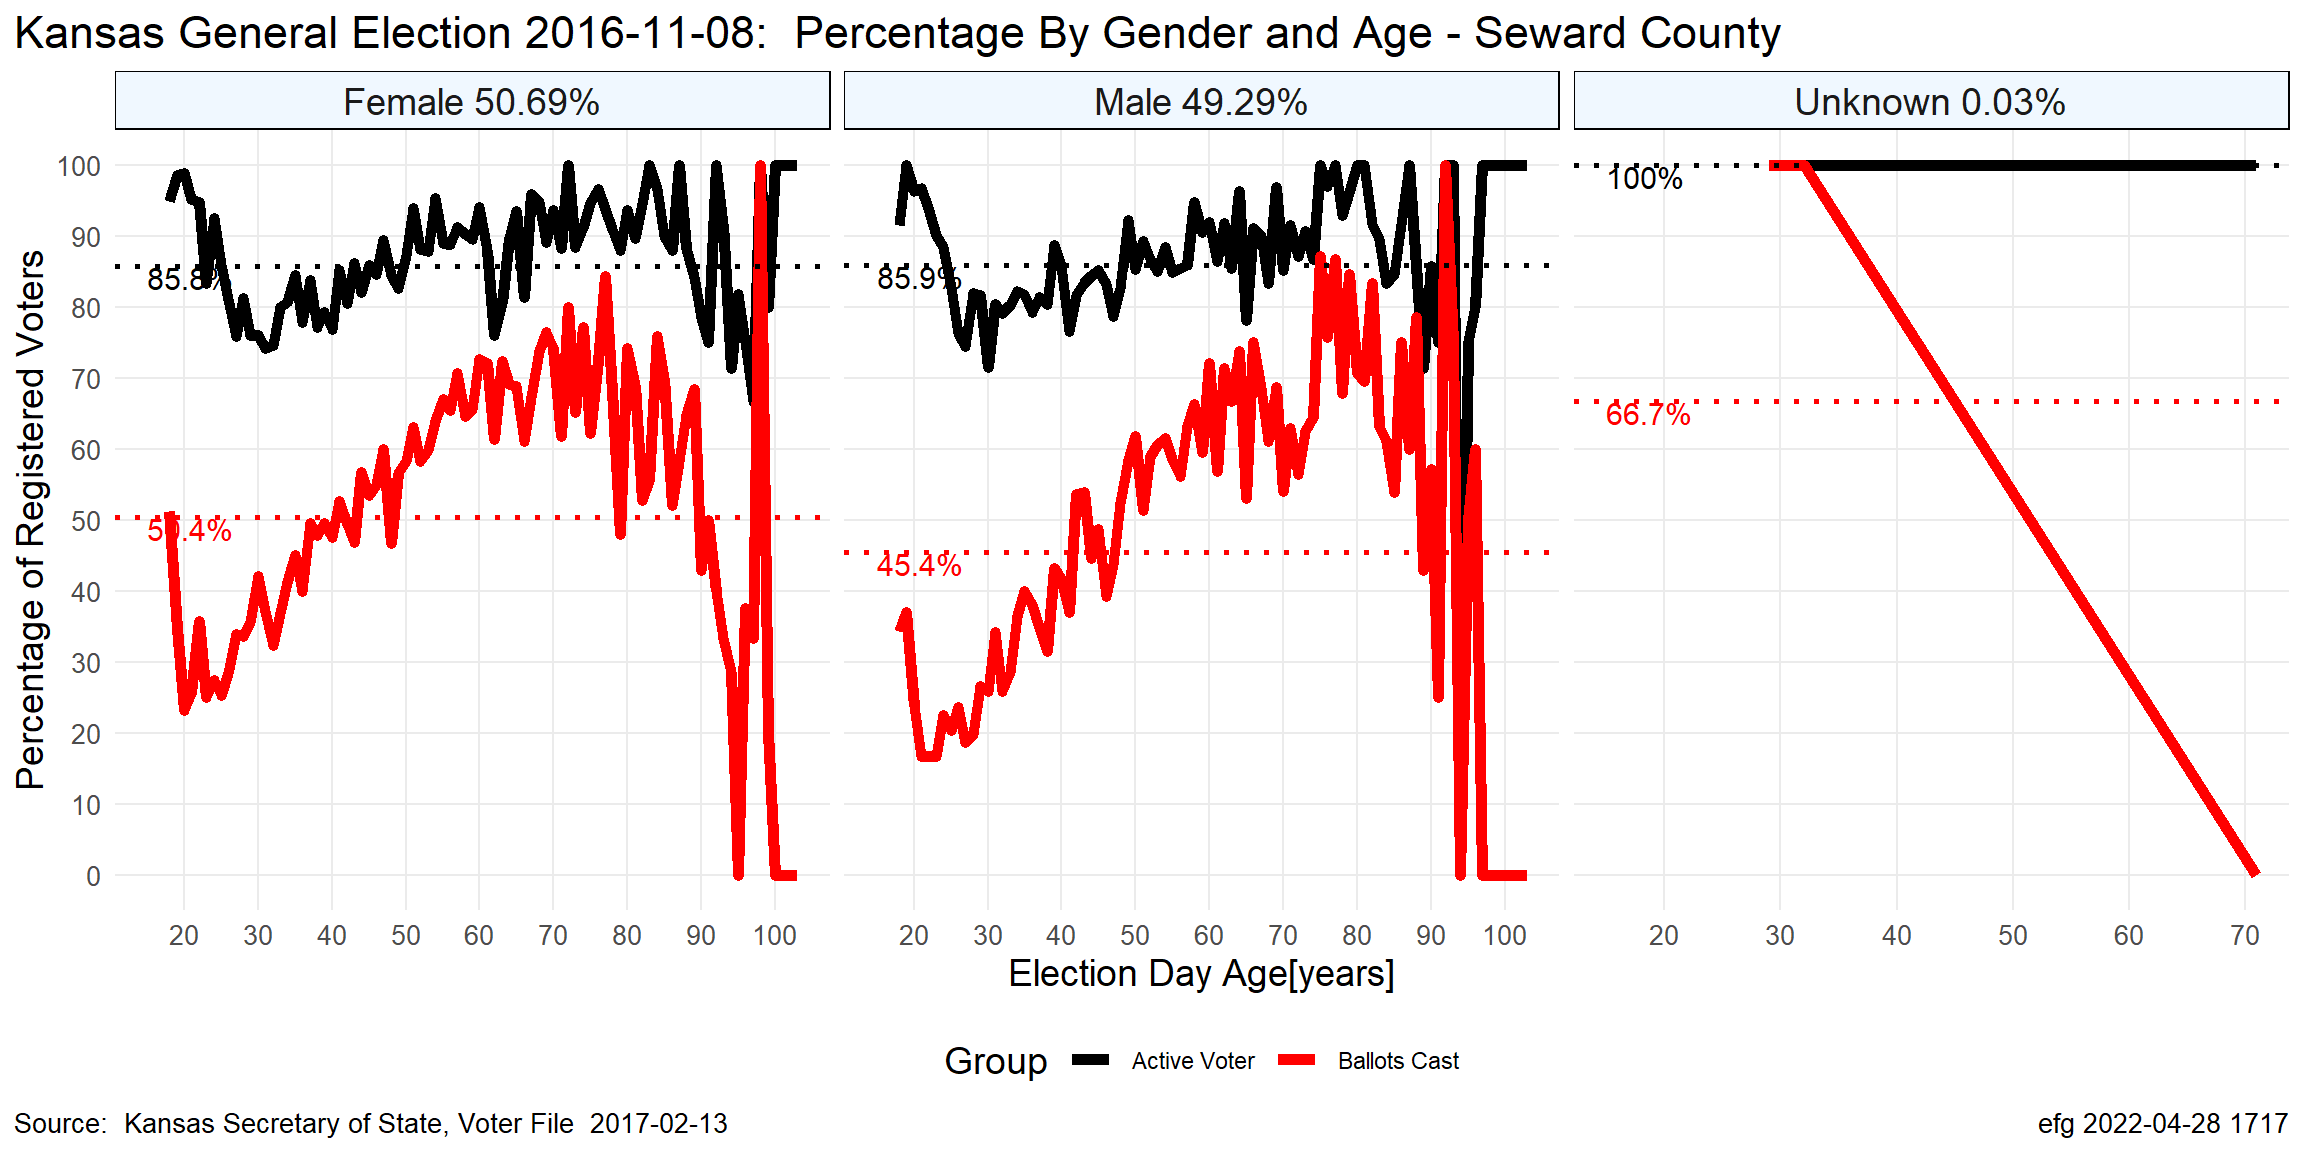 Kansas General Election 2016-11-08:  Percentage By Gender and Age - Seward County
Female 50.69%
Male 49.29%
Unknown 0.03%
Percentage of Registered Voters
100
90
80
70
60
50
40
30
20
10
0
85.8%
50.4%
85.9%
45.4%
100%
66.7%
20 30 40 50 60 70 80 90 100
20 30 40 50 60 70 80 90 100
20 30 40 50 60 70
Election Day Age[years]
Group Active Voter Ballots Cast
Source:  Kansas Secretary of State, Voter File  2017-02-13
efg 2022-04-28 1717